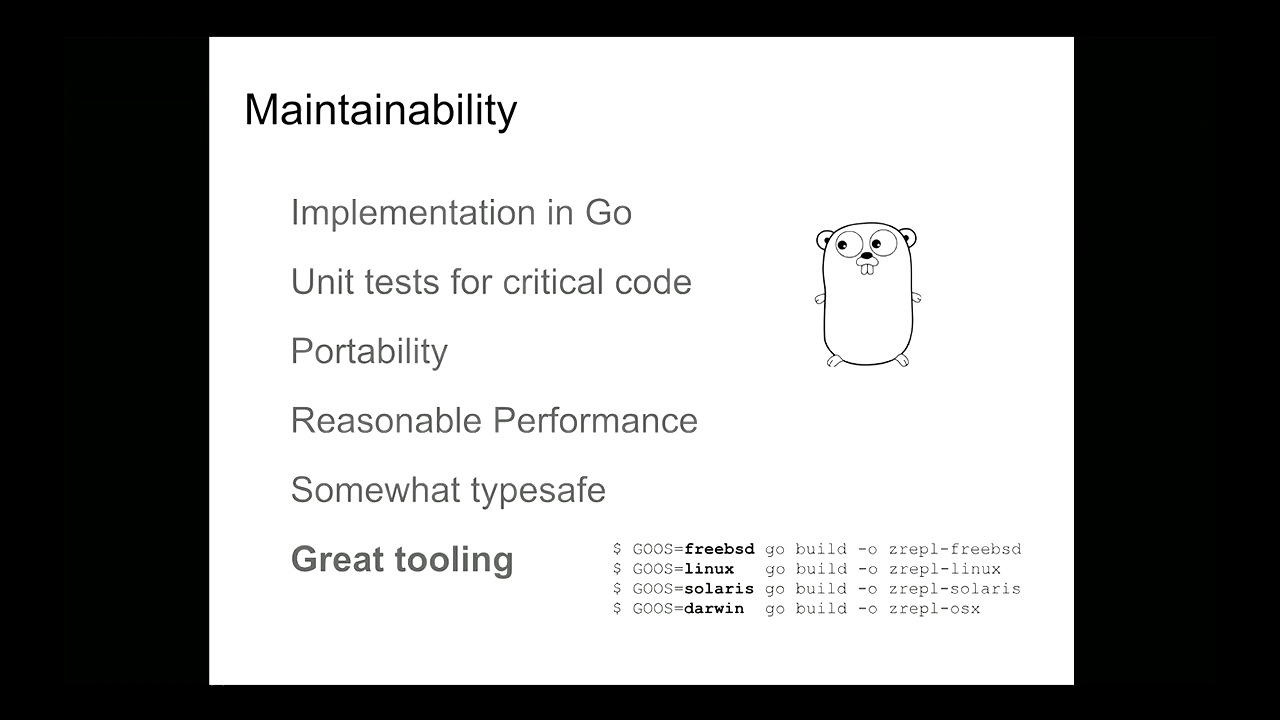 Maintainability
Implementation in Go
Unit tests for critical code
Portability
Reasonable Performance
Somewhat typesafe
Great tooling
$ GOOS=freebsd go build -o zrepl-freebsd
$ GOOS=linux   go build -o zrepl-linux
$ GOOS=solaris go build -o zrepl-solaris
$ GOOS=darwin  go build -o zrepl-osx